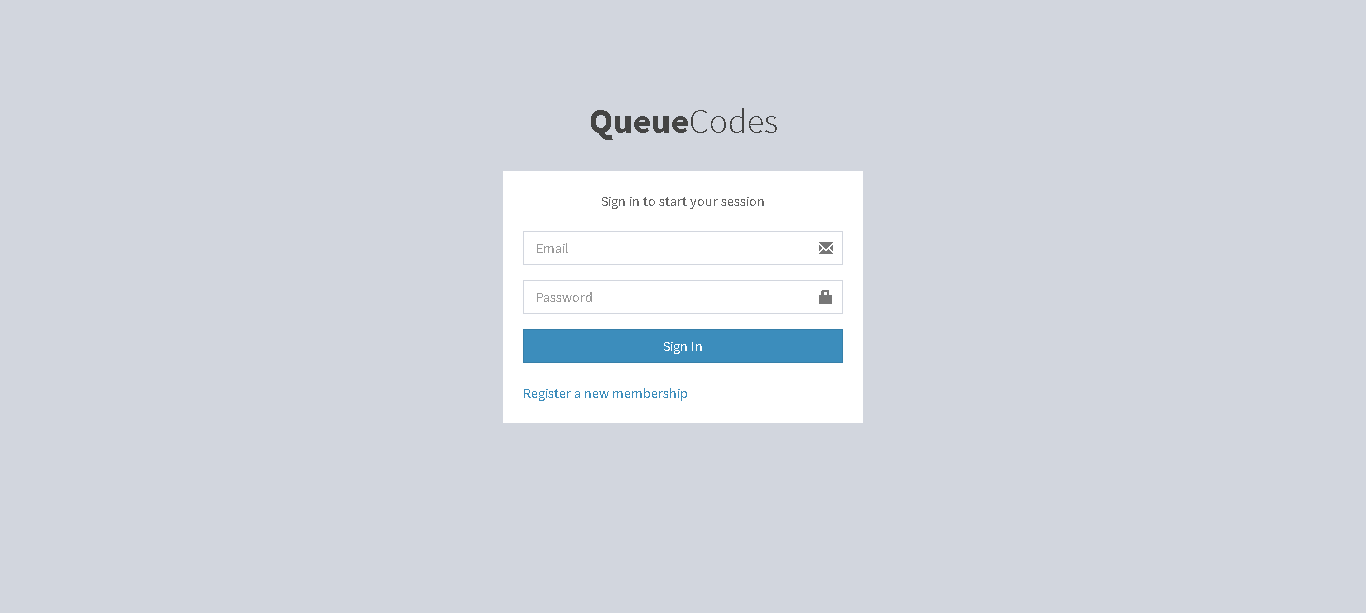 QueueCodes
Sign in to start your session
Email
Password
Sign In
Register a new membership